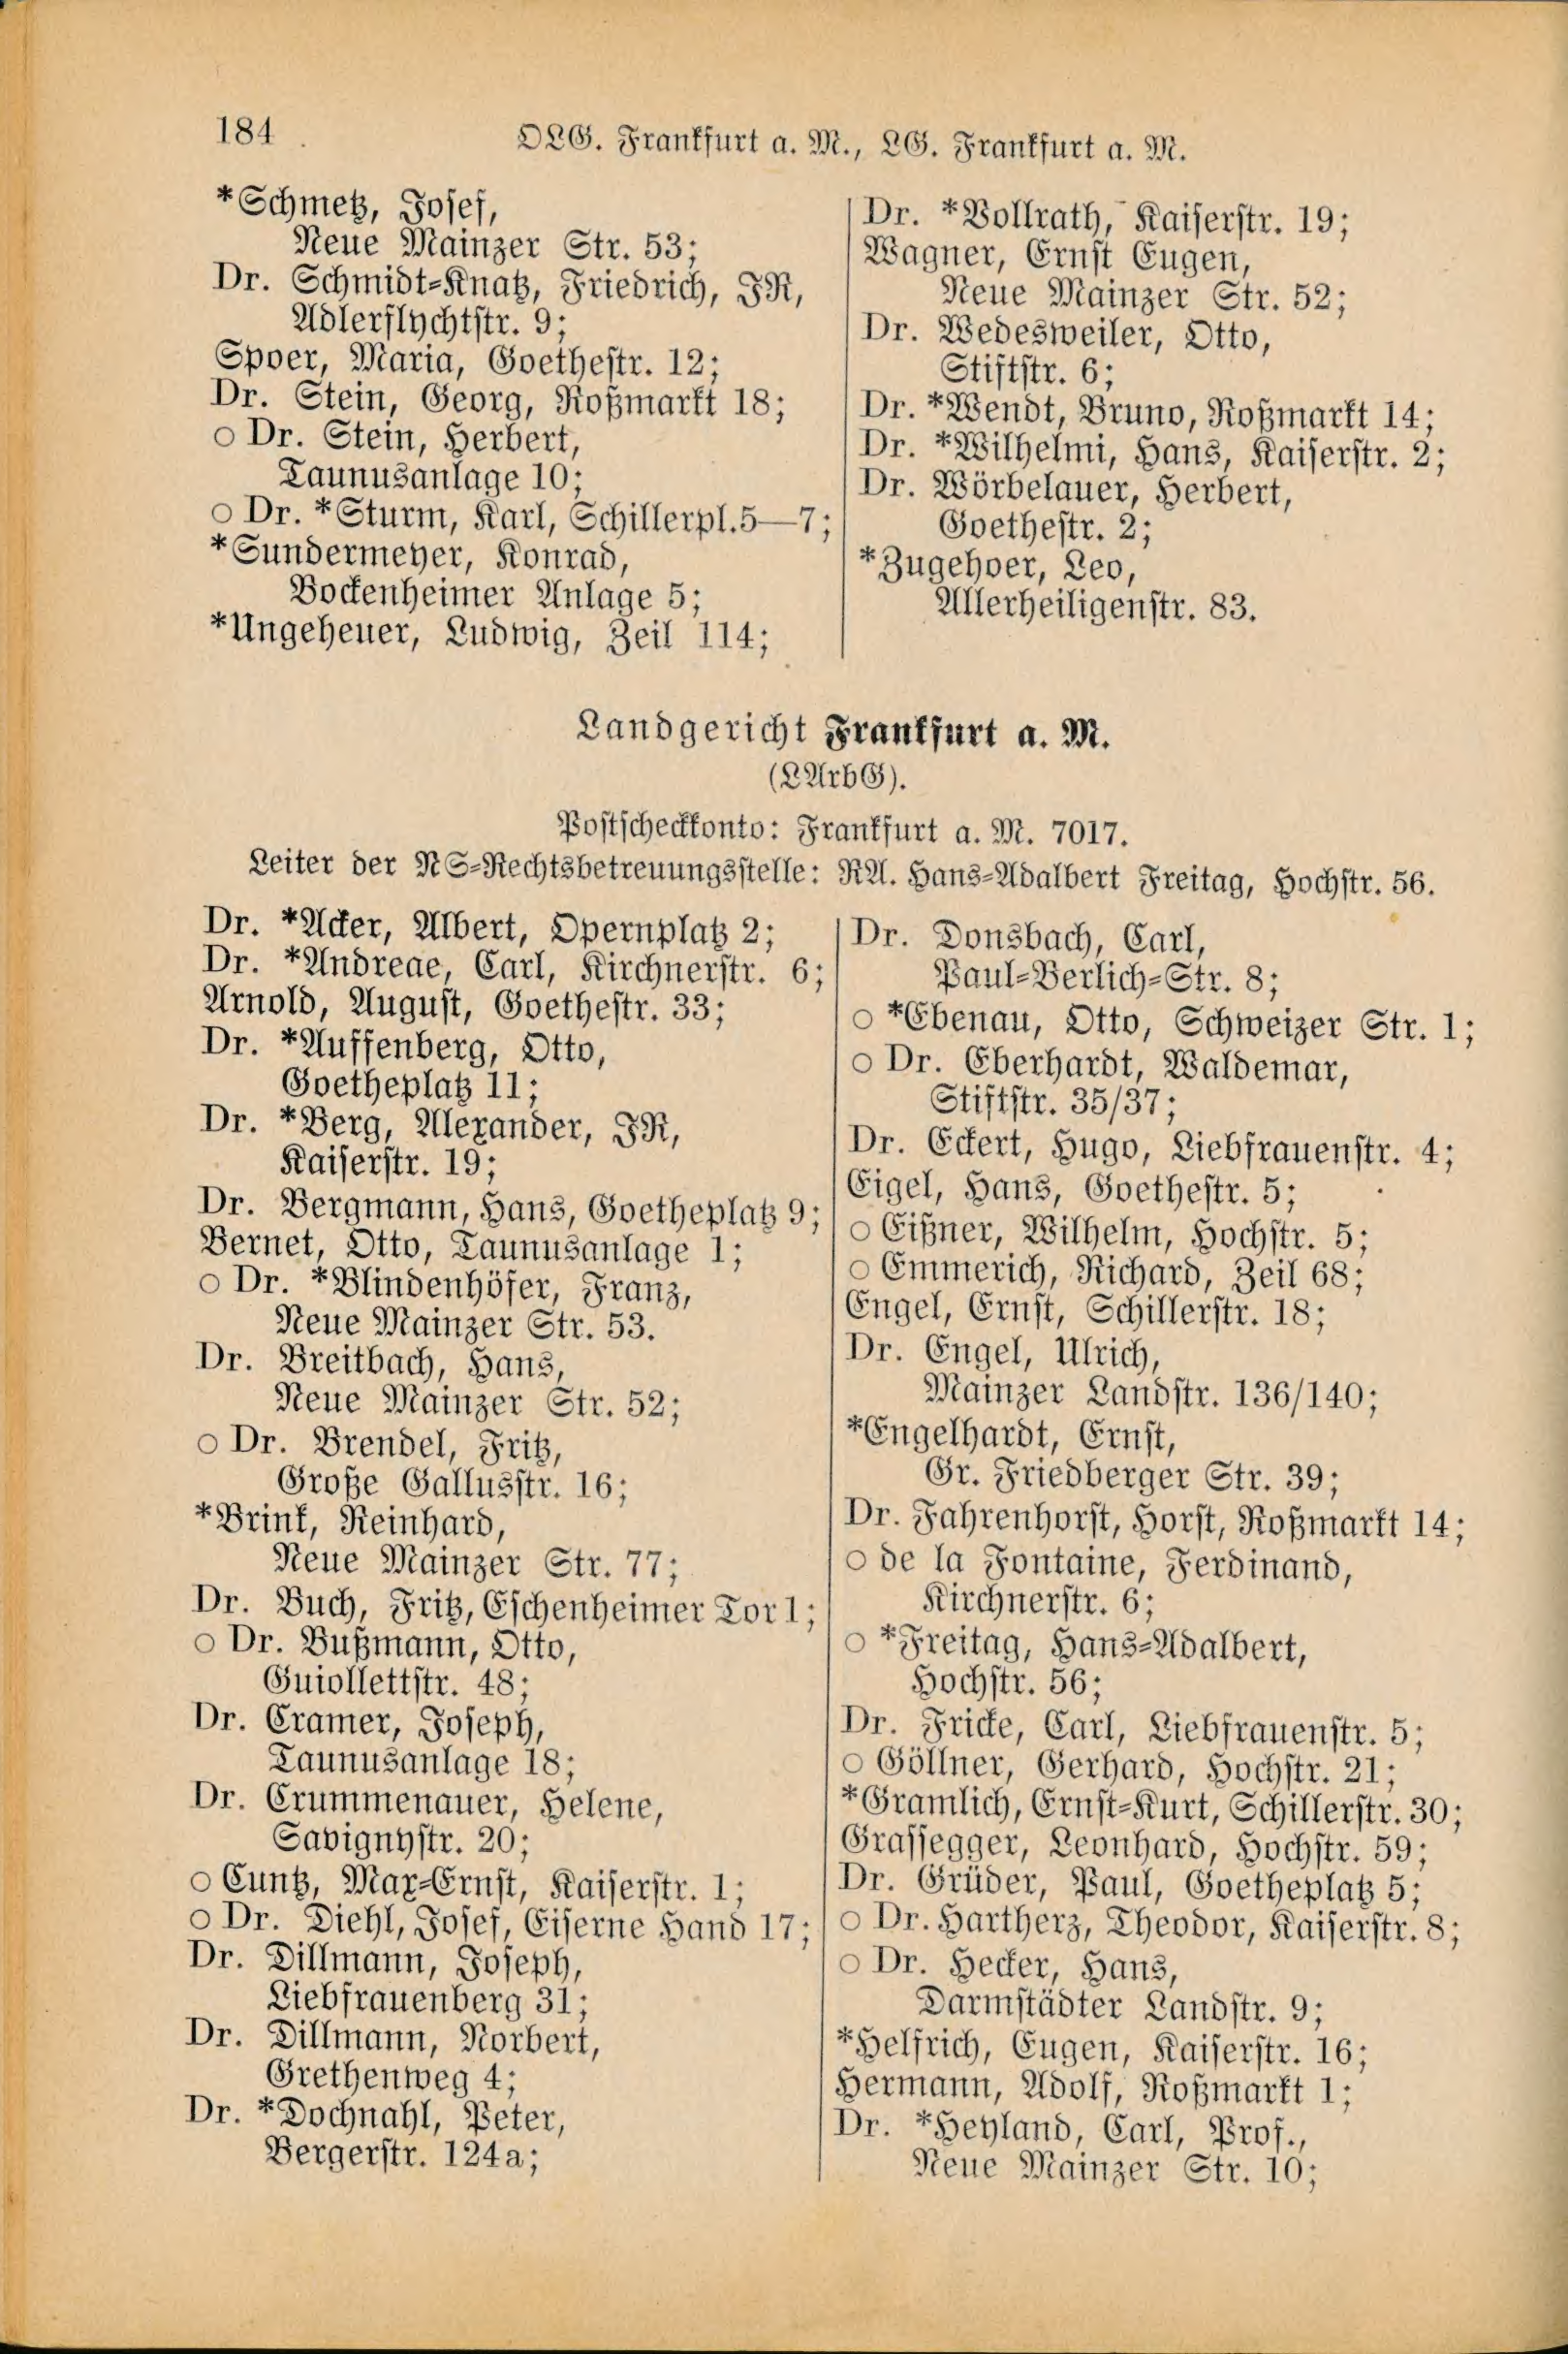 184
OLG. Frankfurt a. M., LG. Frankfurt a. M.
*Schmetz, Josef,
Neue Mainzer Str. 53;
Dr. Schmidt-Knatz, Friedrich, JR,
Adlerflychtstr. 9;
Spoer, Maria, Goethestr. 12;
Dr. Stein, Georg, Roßmarkt 18;
○ Dr. Stein, Herbert,
Taunusanlage 10;
○ Dr. *Sturm, Karl, Schillerpl.5—7;
*Sundermeyer, Konrad,
Bockenheimer Anlage 5;
*Ungeheuer, Ludwig, Zeil 114;
Dr. *Vollrath, Kaiserstr. 19;
Wagner, Ernst Eugen,
Neue Mainzer Str. 52;
Dr. Wedesweiler, Otto,
Stiftstr. 6;
Dr. *Wendt, Bruno, Roßmarkt 14;
Dr. *Wilhelmi, Hans, Kaiserstr. 2;
Dr. Wörbelauer, Herbert,
Goethestr. 2;
*Zugehoer, Leo,
Allerheiligenstr. 83.
Landgericht Frankfurt a. M.
(LArbG).
Postscheckkonto: Frankfurt a. M. 7017.
Leiter der NS-Rechtsbetreuungsstelle: RA. Hans-Adalbert Freitag, Hochstr. 56.
Dr. *Acker, Albert, Opernplatz 2;
Dr. *Andreae, Carl, Kirchnerstr. 6;
Arnold, August, Goethestr. 33;
Dr. *Auffenberg, Otto,
Goetheplatz 11;
Dr. *Berg, Alexander, JR,
Kaiserstr. 19;
Dr. Bergmann, Hans, Goetheplatz 9;
Bernet, Otto, Taunusanlage 1;
○ Dr. *Blindenhöfer, Franz,
Neue Mainzer Str. 53.
Dr. Breitbach, Hans,
Neue Mainzer Str. 52;
○ Dr. Brendel, Fritz,
Große Gallusstr. 16;
*Brink, Reinhard,
Neue Mainzer Str. 77;
Dr. Buch, Fritz, Eschenheimer Tor 1;
○ Dr. Bußmann, Otto,
Guiollettstr. 48;
Dr. Cramer, Joseph,
Taunusanlage 18;
Dr. Crummenauer, Helene,
Savignystr. 20;
○ Cuntz, Max-Ernst, Kaiserstr. 1;
○ Dr. Diehl, Josef, Eiserne Hand 17;
Dr. Dillmann, Joseph,
Liebfrauenberg 31;
Dr. Dillmann, Norbert,
Grethenweg 4;
Dr. *Dochnahl, Peter,
Bergerstr. 124a;
Dr. Donsbach, Carl,
Paul-Berlich-Str. 8;
○ *Ebenau, Otto, Schweizer Str. 1;
○ Dr. Eberhardt, Waldemar,
Stiftstr. 35/37;
Dr. Eckert, Hugo, Liebfrauenstr. 4;
Eigel, Hans, Goethestr. 5;
○ Eißner, Wilhelm, Hochstr. 5;
○ Emmerich, Richard, Zeil 68;
Engel, Ernst, Schillerstr. 18;
Dr. Engel, Ulrich,
Mainzer Landstr. 136/140;
*Engelhardt, Ernst,
Gr. Friedberger Str. 39;
Dr. Fahrenhorst, Horst, Roßmarkt 14;
○ de la Fontaine, Ferdinand,
Kirchnerstr. 6;
○ *Freitag, Hans-Adalbert,
Hochstr. 56;
Dr. Fricke, Carl, Liebfrauenstr. 5;
○ Göllner, Gerhard, Hochstr. 21;
*Gramlich, Ernst-Kurt, Schillerstr. 30;
Grassegger, Leonhard, Hochstr. 59;
Dr. Grüder, Paul, Goetheplatz 5;
○ Dr. Hartherz, Theodor, Kaiserstr. 8;
○ Dr. Hecker, Hans,
Darmstädter Landstr. 9;
*Helfrich, Eugen, Kaiserstr. 16;
Hermann, Adolf, Roßmarkt 1;
Dr. *Heyland, Carl, Prof.,
Neue Mainzer Str. 10;